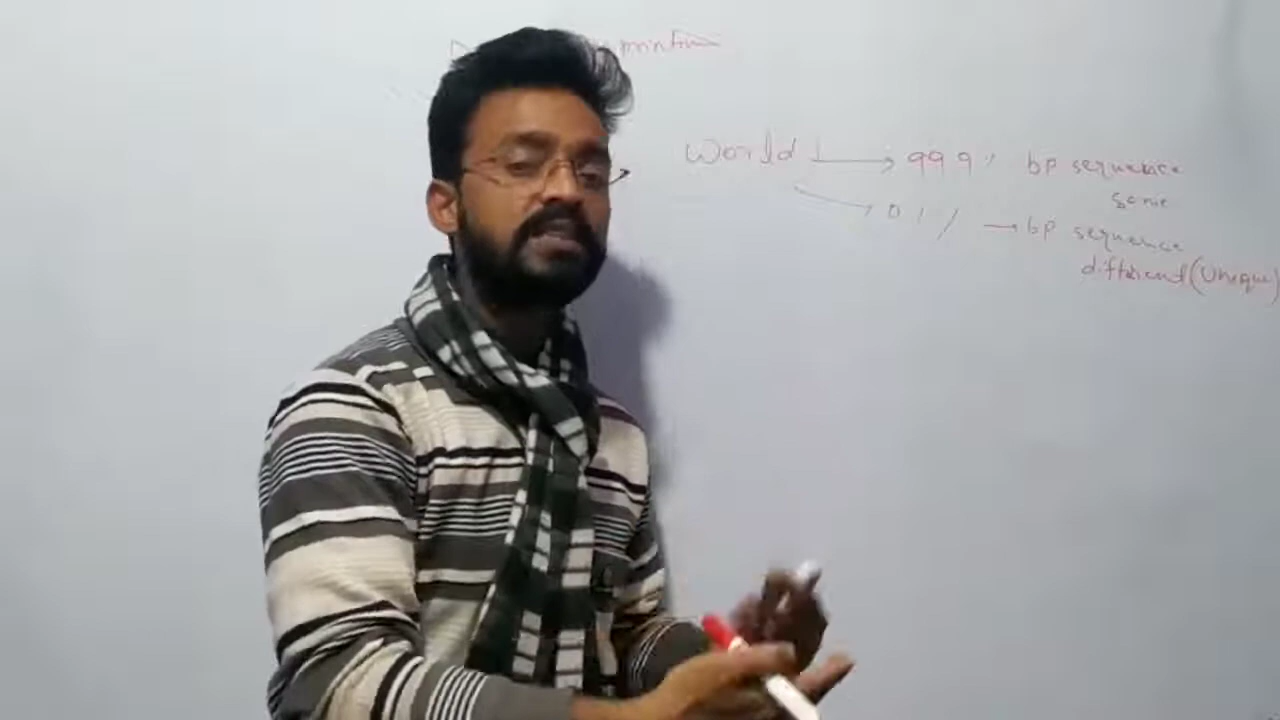 World → 99.9% bp sequence
same
→ 0.1% → bp sequence
different (Unique)